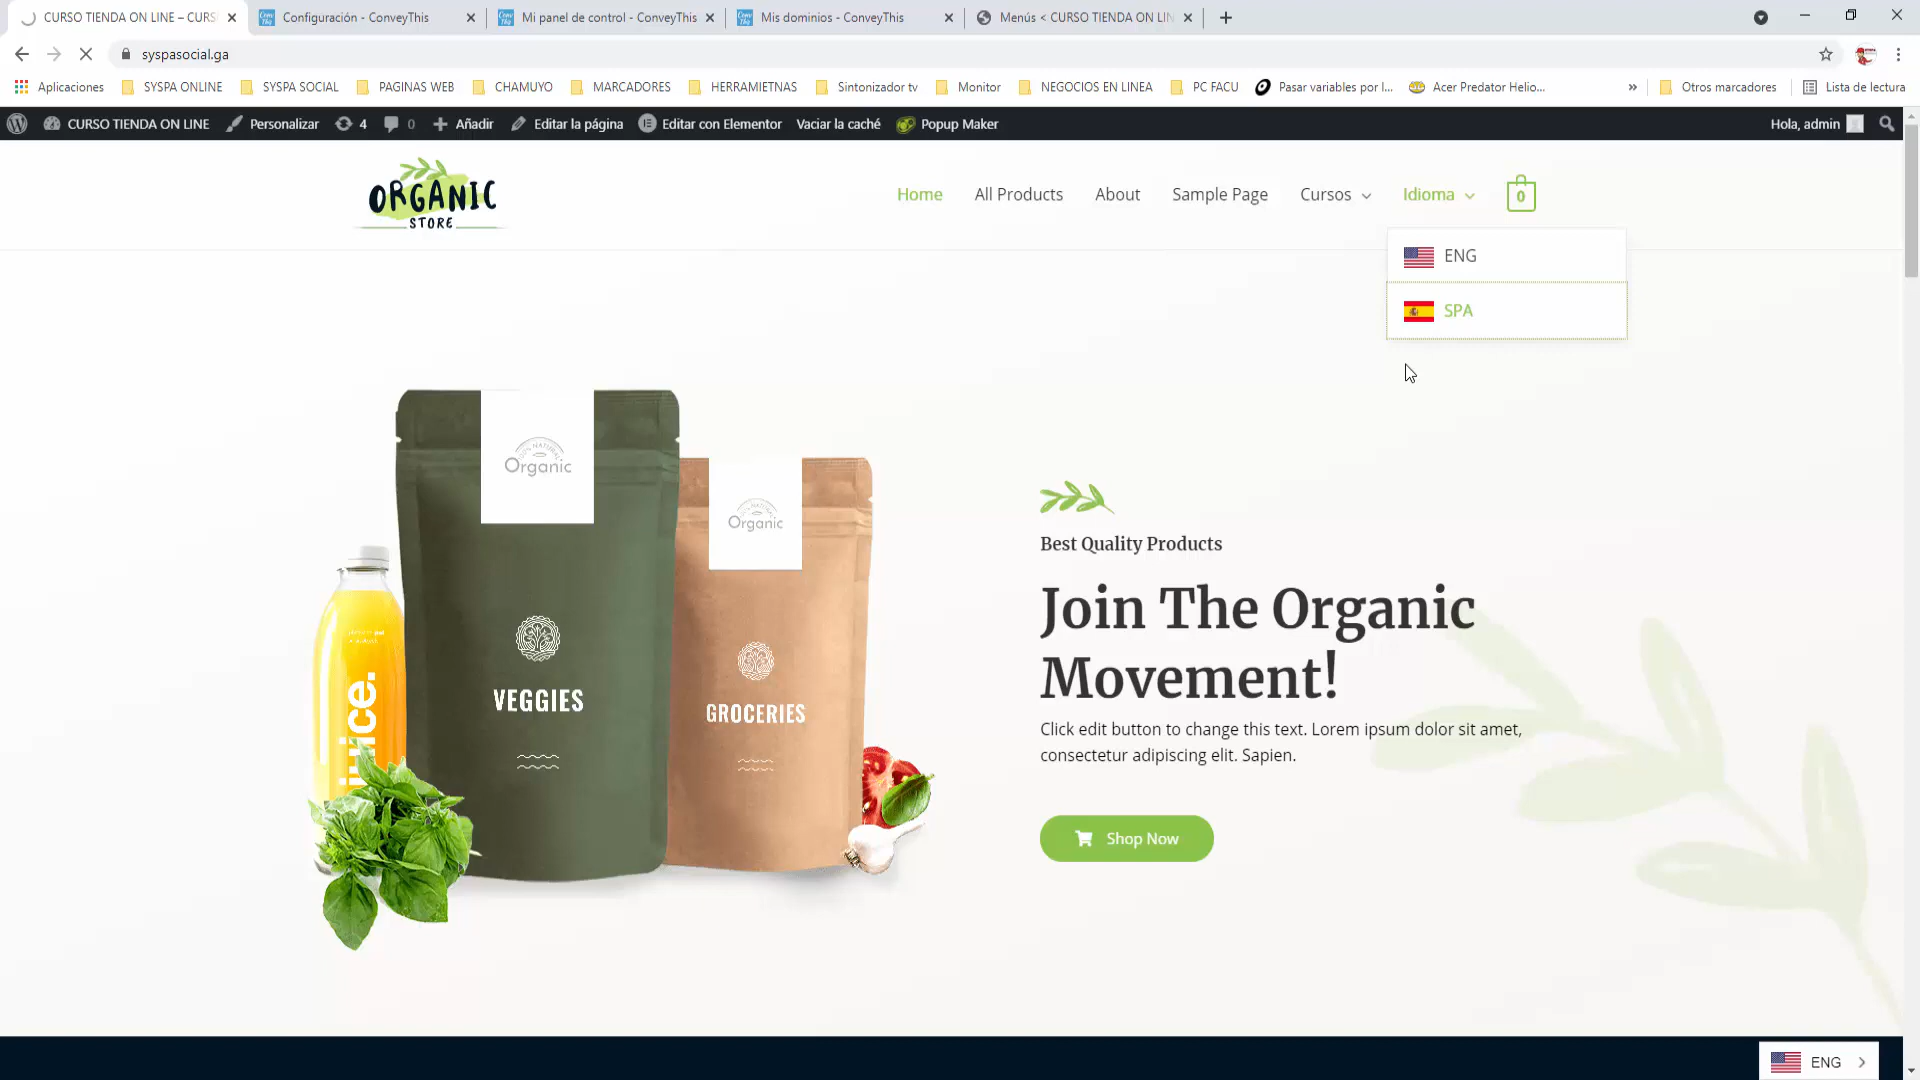 CURSO TIENDA ON LINE – CURS
Configuración - ConveyThis
Mi panel de control - ConveyThis
Mis dominios - ConveyThis
Menús < CURSO TIENDA ON LIN
syspasocial.ga
Aplicaciones
SYSPA ONLINE
SYSPA SOCIAL
PAGINAS WEB
CHAMUYO
MARCADORES
HERRAMIETNAS
Sintonizador tv
Monitor
NEGOCIOS EN LINEA
PC FACU
Pasar variables por l...
Acer Predator Helio...
»
Otros marcadores
Lista de lectura
CURSO TIENDA ON LINE
Personalizar
4
0
Añadir
Editar la página
Editar con Elementor
Vaciar la caché
Popup Maker
Hola, admin
ORGANIC
STORE
Home
All Products
About
Sample Page
Cursos
Idioma
0
ENG
SPA
Organic
Organic
juice.
VEGGIES
GROCERIES
Best Quality Products
Join The Organic
Movement!
Click edit button to change this text. Lorem ipsum dolor sit amet,
consectetur adipiscing elit. Sapien.
Shop Now
ENG